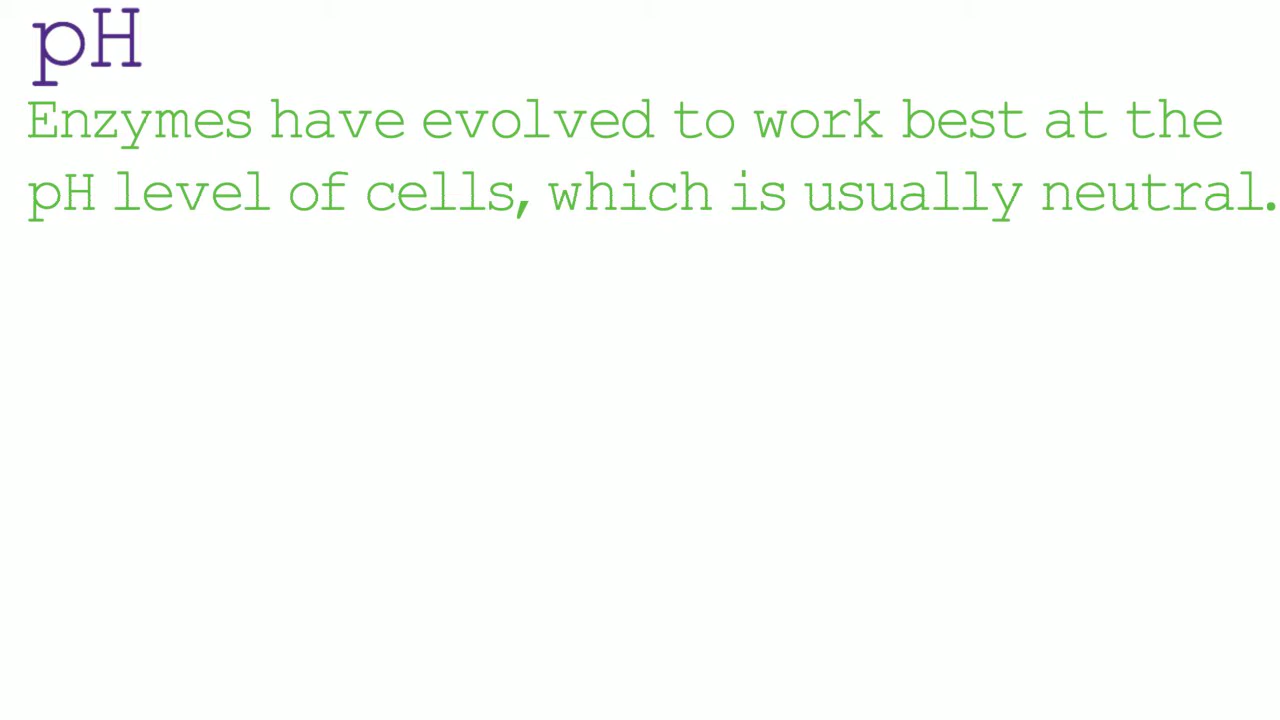 pH
Enzymes have evolved to work best at the
pH level of cells, which is usually neutral.